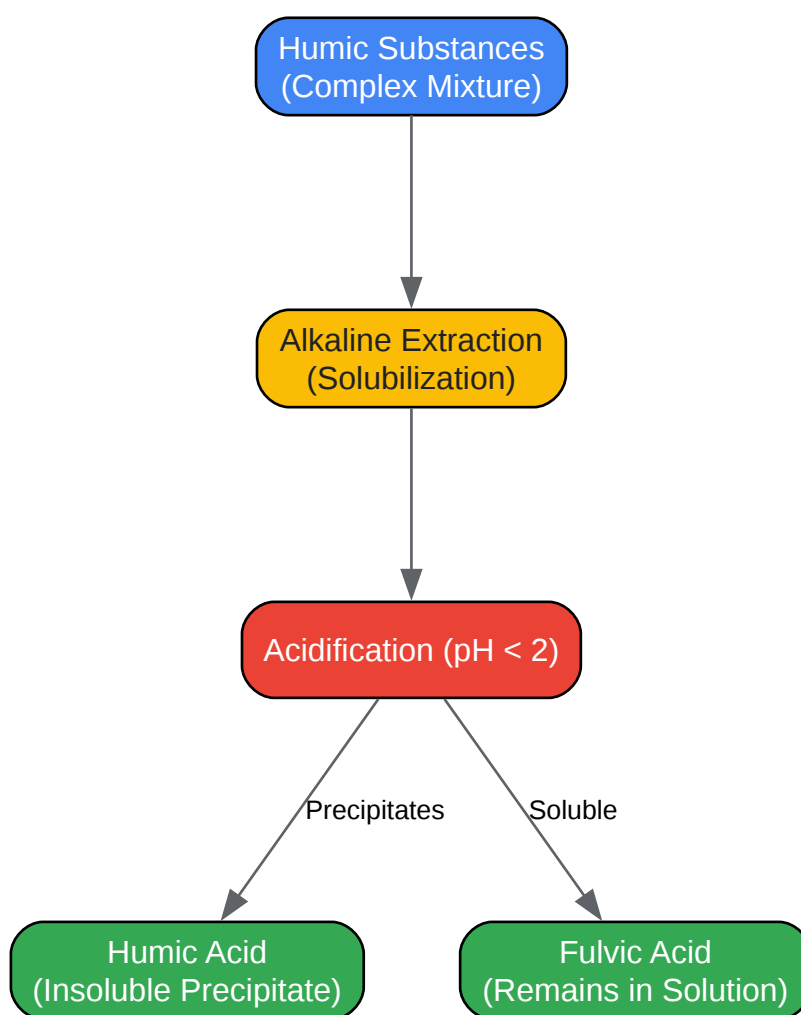 Humic Substances
(Complex Mixture)
Alkaline Extraction
(Solubilization)
Acidification (pH < 2)
Precipitates
Soluble
Humic Acid
(Insoluble Precipitate)
Fulvic Acid
(Remains in Solution)